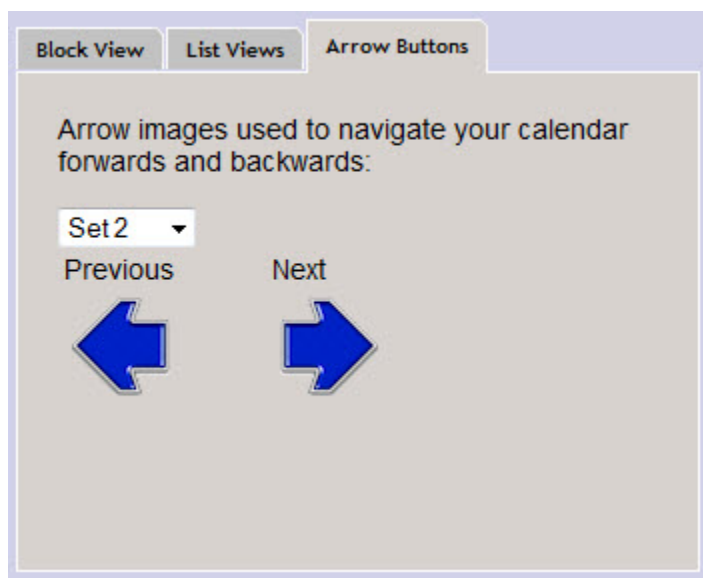 Block View List Views Arrow Buttons
Arrow images used to navigate your calendar
forwards and backwards:
Set 2
Previous Next